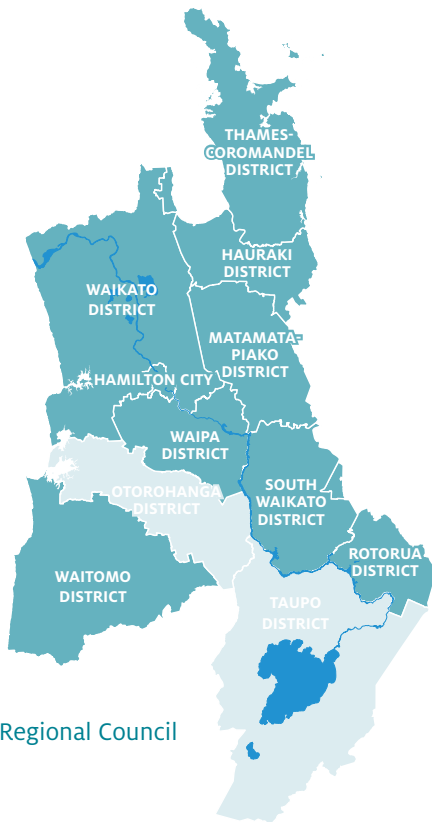 THAMES-
COROMANDEL
DISTRICT
HAURAKI
DISTRICT
WAIKATO
DISTRICT
MATAMATA-
PIAKO
DISTRICT
HAMILTON CITY
WAIPA
DISTRICT
OTOROHANGA
DISTRICT
SOUTH
WAIKATO
DISTRICT
ROTORUA
DISTRICT
WAITOMO
DISTRICT
TAUPO
DISTRICT
Regional Council